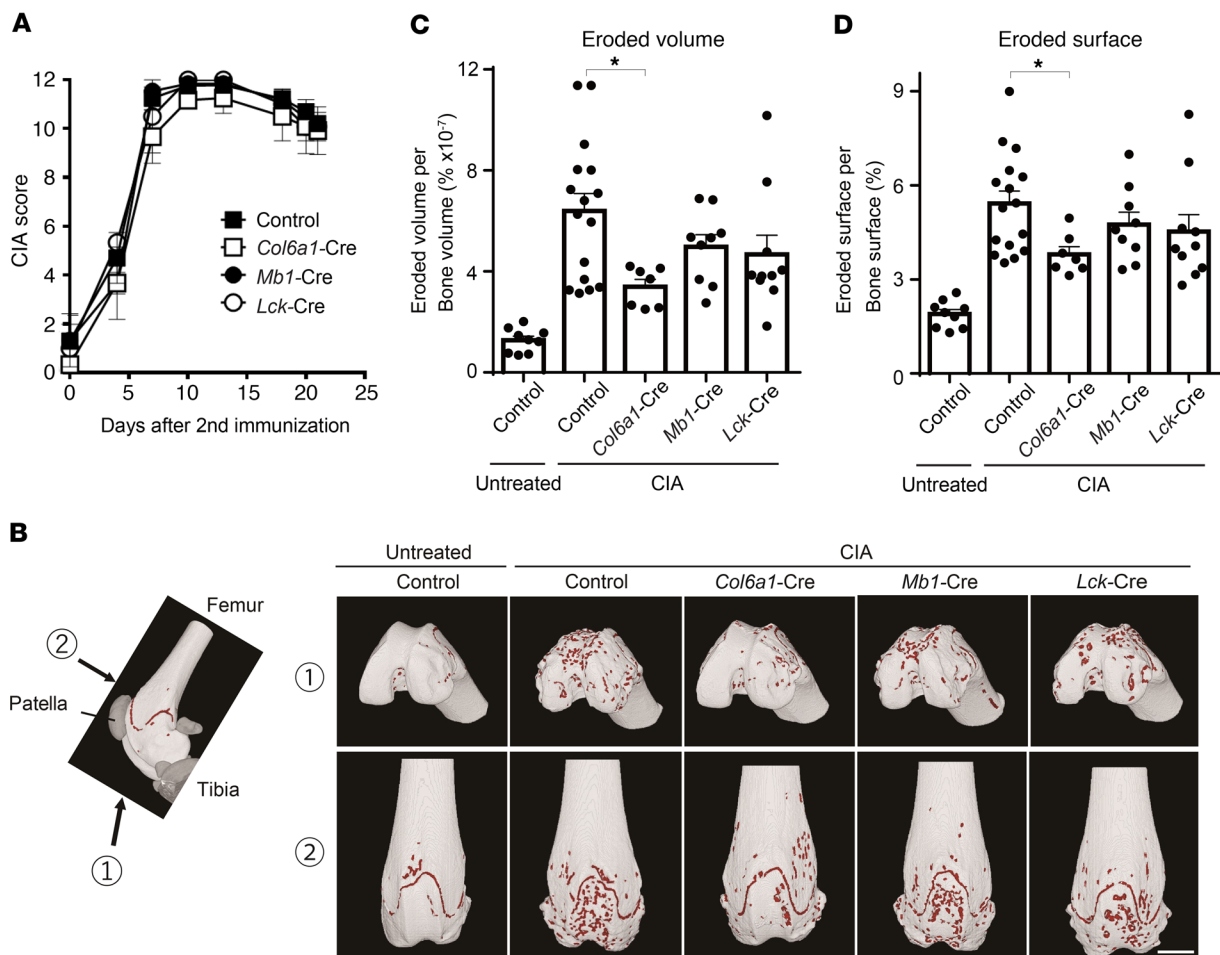 A
CIA score
12
10
8
6
4
2
0
0
5
10
15
20
25
Days after 2nd immunization
Control
Col6a1-Cre
Mb1-Cre
Lck-Cre
C
Eroded volume
*
Eroded volume per
Bone volume (% x10⁻⁷)
12
8
4
0
Control
Control
Col6a1-Cre
Mb1-Cre
Lck-Cre
Untreated
CIA
D
Eroded surface
*
Eroded surface per
Bone surface (%)
9
6
3
0
Control
Control
Col6a1-Cre
Mb1-Cre
Lck-Cre
Untreated
CIA
B
Femur
②
Patella
Tibia
①
Untreated
CIA
Control
Control
Col6a1-Cre
Mb1-Cre
Lck-Cre
①
②